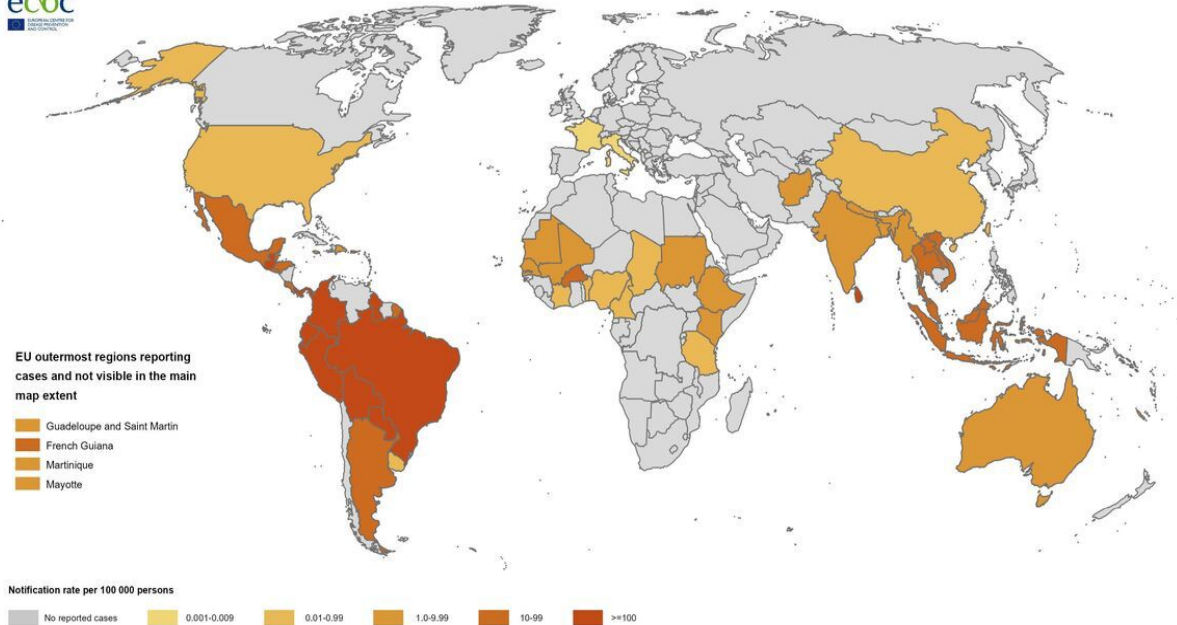 ecdc
EUROPEAN CENTRE FOR
DISEASE PREVENTION
AND CONTROL
EU outermost regions reporting
cases and not visible in the main
map extent
Guadeloupe and Saint Martin
French Guiana
Martinique
Mayotte
Notification rate per 100 000 persons
No reported cases
0.001-0.009
0.01-0.99
1.0-9.99
10-99
>=100